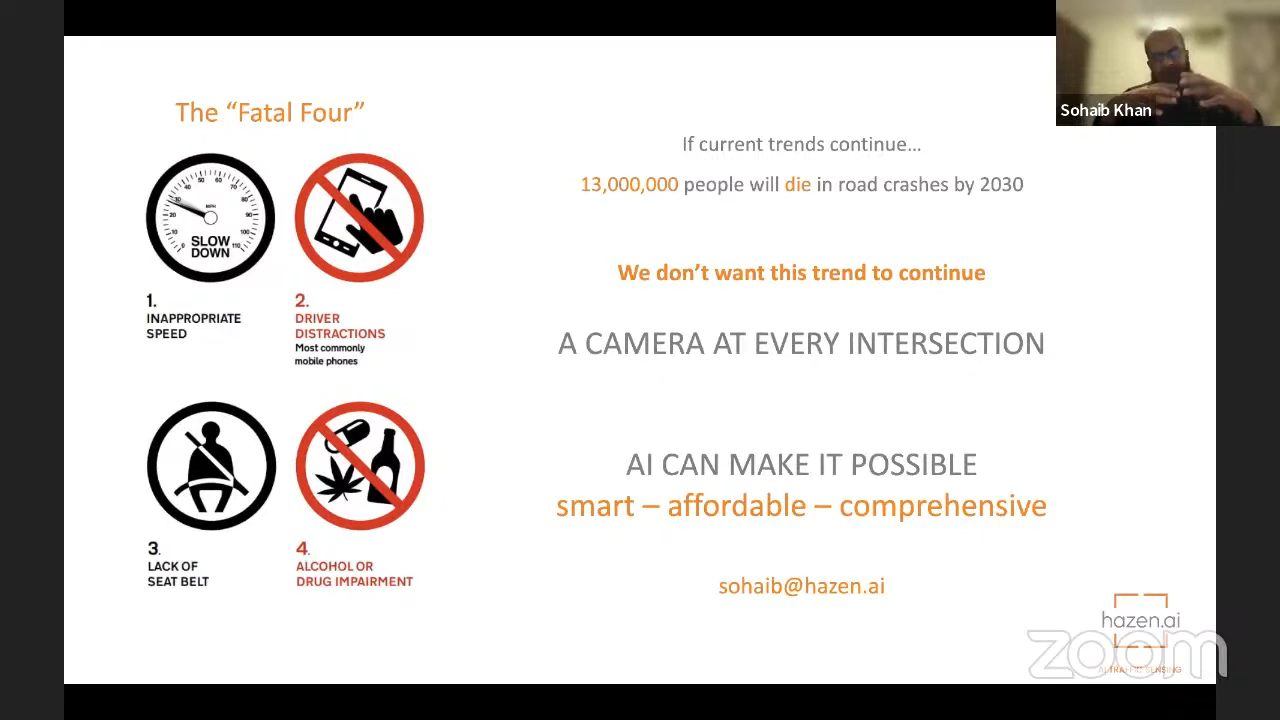 Sohaib Khan
The “Fatal Four”
SLOW
DOWN
1.
INAPPROPRIATE
SPEED
2.
DRIVER
DISTRACTIONS
Most commonly
mobile phones
3.
LACK OF
SEAT BELT
4.
ALCOHOL OR
DRUG IMPAIRMENT
If current trends continue...
13,000,000 people will die in road crashes by 2030
We don’t want this trend to continue
A CAMERA AT EVERY INTERSECTION
AI CAN MAKE IT POSSIBLE
smart – affordable – comprehensive
sohaib@hazen.ai
hazen.ai
zoom